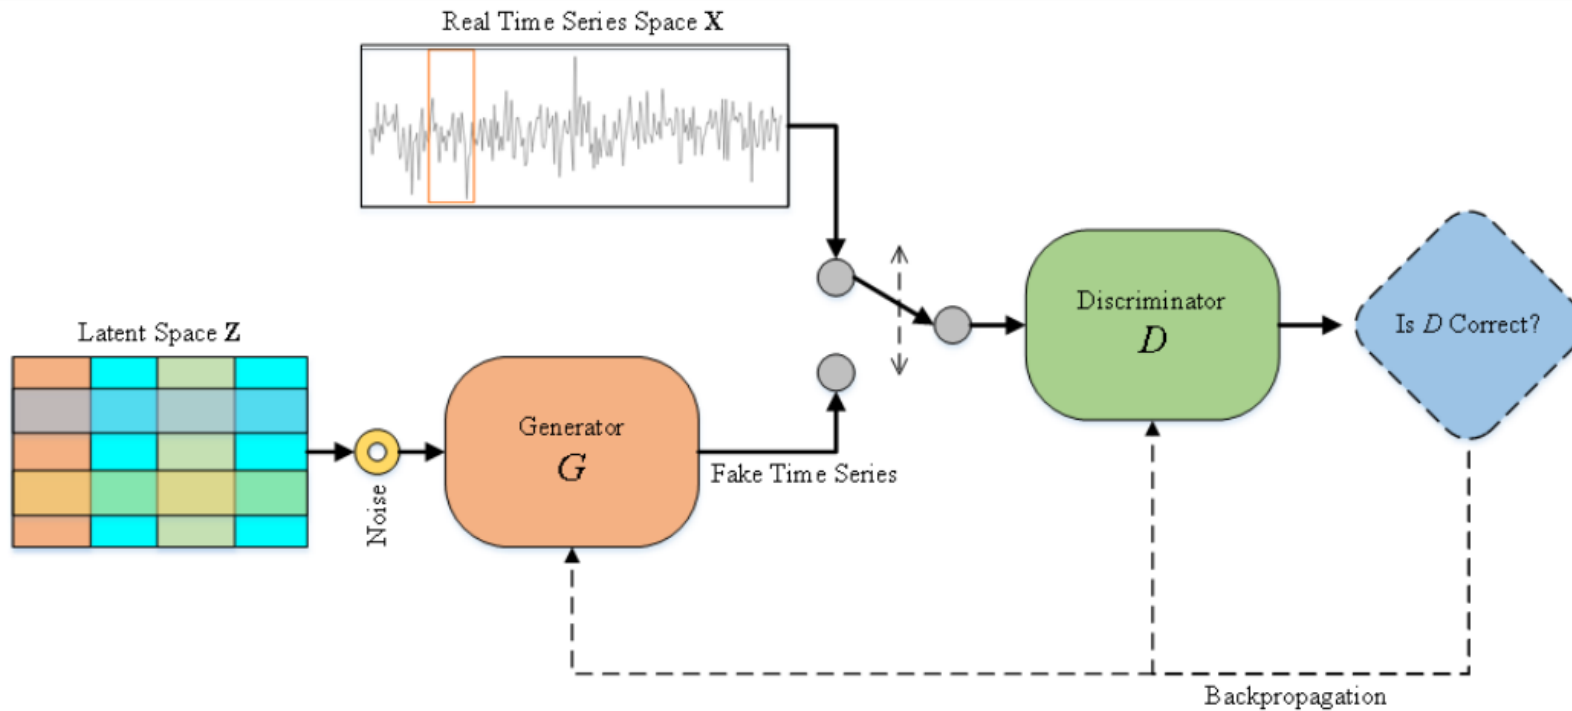 Real Time Series Space X
Latent Space Z
Noise
Generator
G
Fake Time Series
Discriminator
D
Is D Correct?
Backpropagation